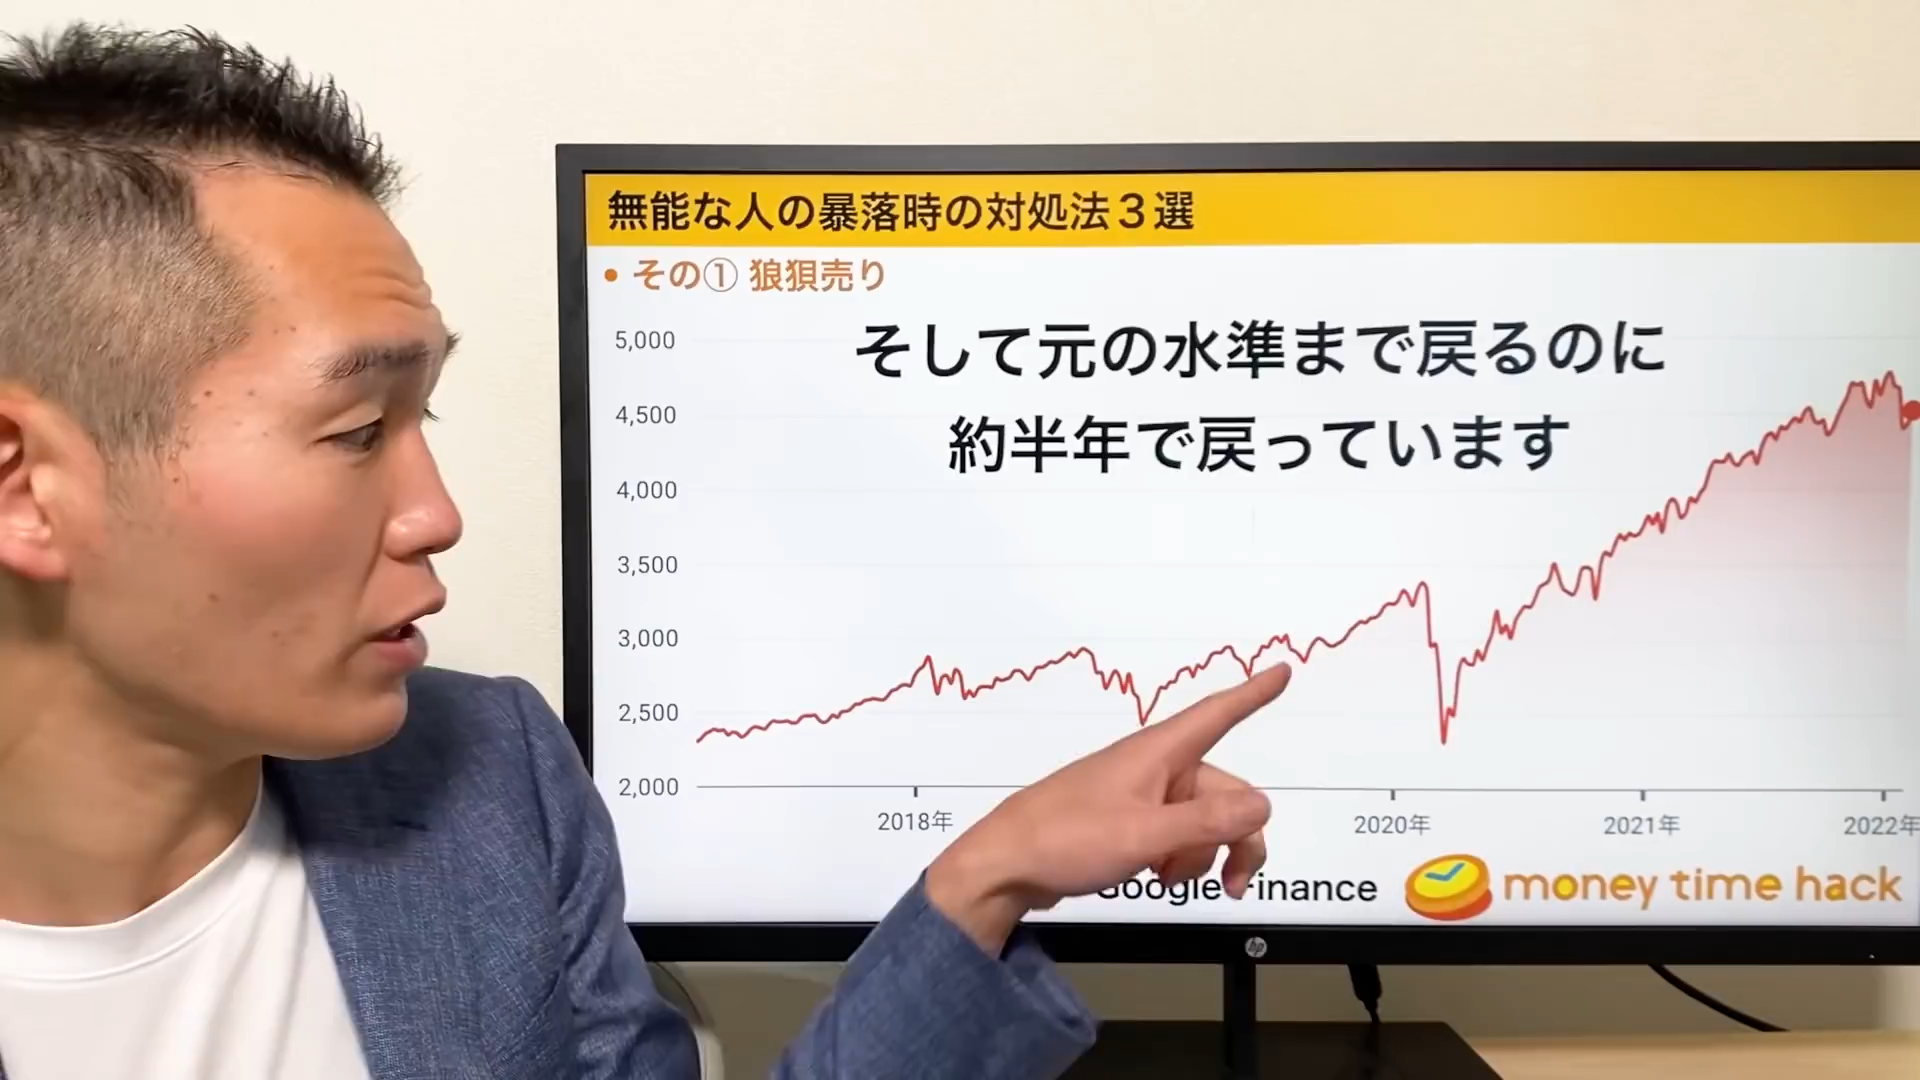 無能な人の暴落時の対処法３選
• その① 狼狽売り
そして元の水準まで戻るのに
約半年で戻っています
5,000
4,500
4,000
3,500
3,000
2,500
2,000
2018年
2020年
2021年
2022年
Google Finance
money time hack
hp